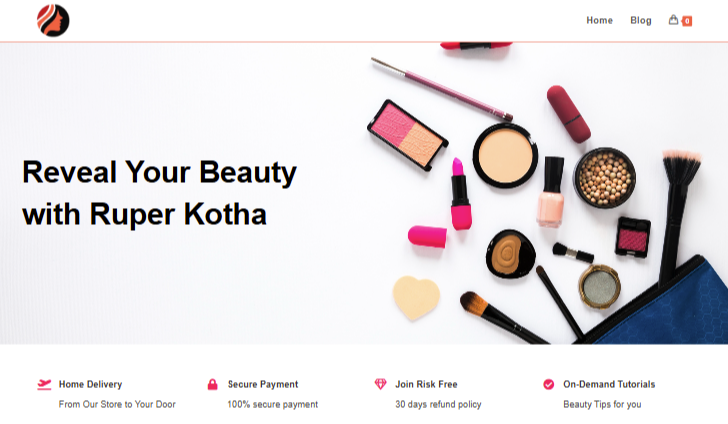 Home Blog 0
Reveal Your Beauty
with Ruper Kotha
Home Delivery
From Our Store to Your Door
Secure Payment
100% secure payment
Join Risk Free
30 days refund policy
On-Demand Tutorials
Beauty Tips for you